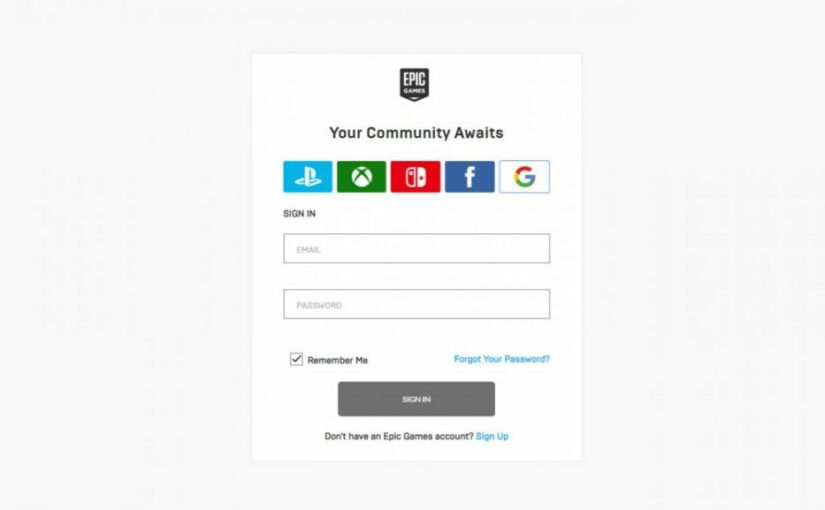 EPIC
GAMES
Your Community Awaits
SIGN IN
EMAIL
PASSWORD
Remember Me
Forgot Your Password?
SIGN IN
Don't have an Epic Games account? Sign Up